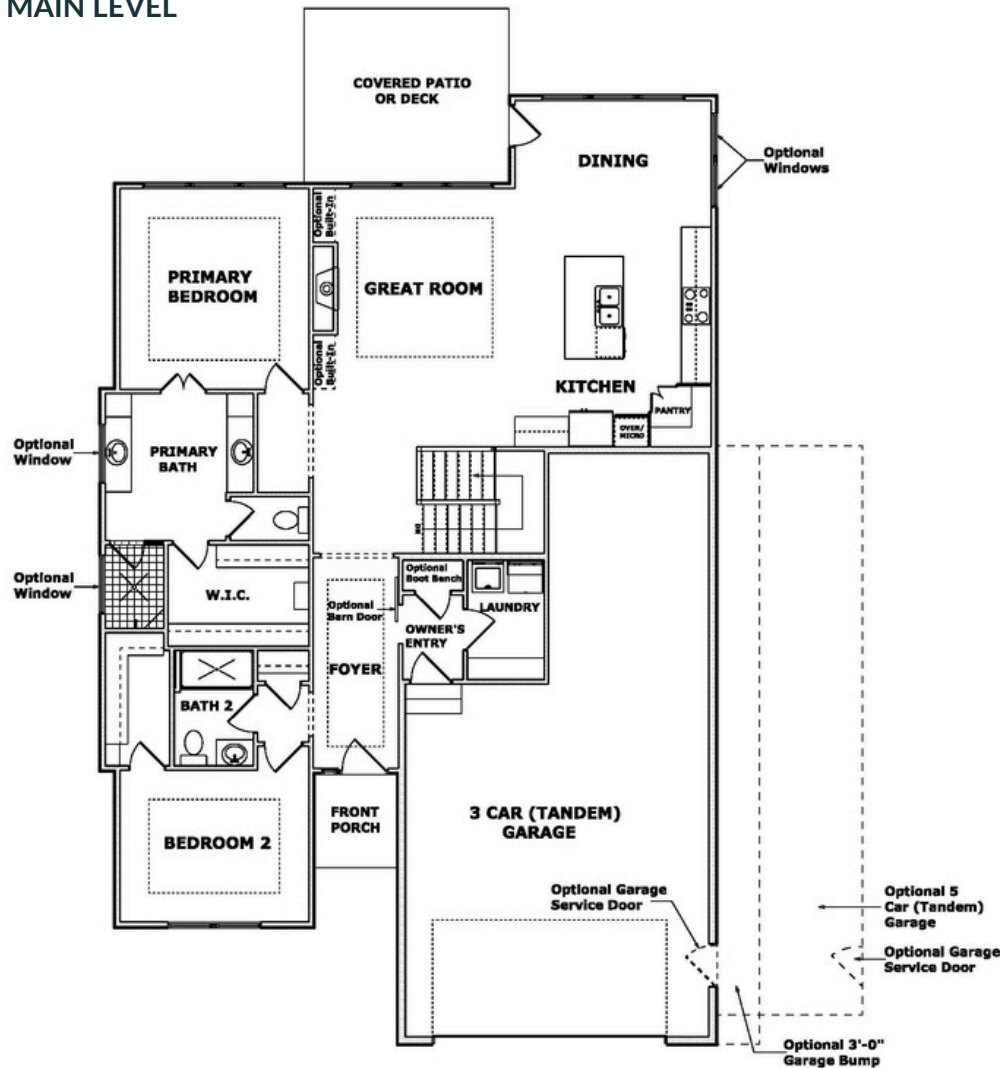 MAIN LEVEL
COVERED PATIO
OR DECK
DINING
Optional
Windows
Optional
Built-In
PRIMARY
BEDROOM
GREAT ROOM
Optional
Built-In
KITCHEN
PANTRY
OVER/
MICRO
Optional
Window
PRIMARY
BATH
DN
Optional
Window
W.I.C.
Optional
Boot Bench
LAUNDRY
Optional
Barn Door
OWNER'S
ENTRY
FOYER
BATH 2
FRONT
PORCH
3 CAR (TANDEM)
GARAGE
BEDROOM 2
Optional Garage
Service Door
Optional 5
Car (Tandem)
Garage
Optional Garage
Service Door
Optional 3'-0"
Garage Bump